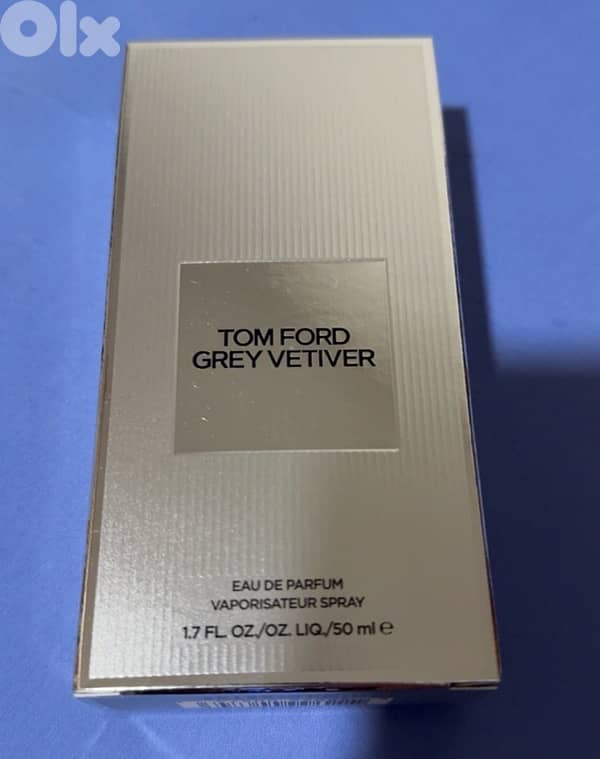 Olx
TOM FORD
GREY VETIVER
EAU DE PARFUM
VAPORISATEUR SPRAY
1.7 FL. OZ./OZ. LIQ./50 ml ℮